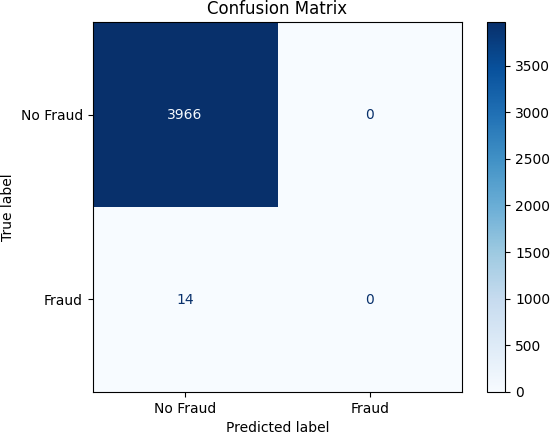 Confusion Matrix
True label
No Fraud
Fraud
3966
0
14
0
No Fraud
Fraud
Predicted label
3500
3000
2500
2000
1500
1000
500
0